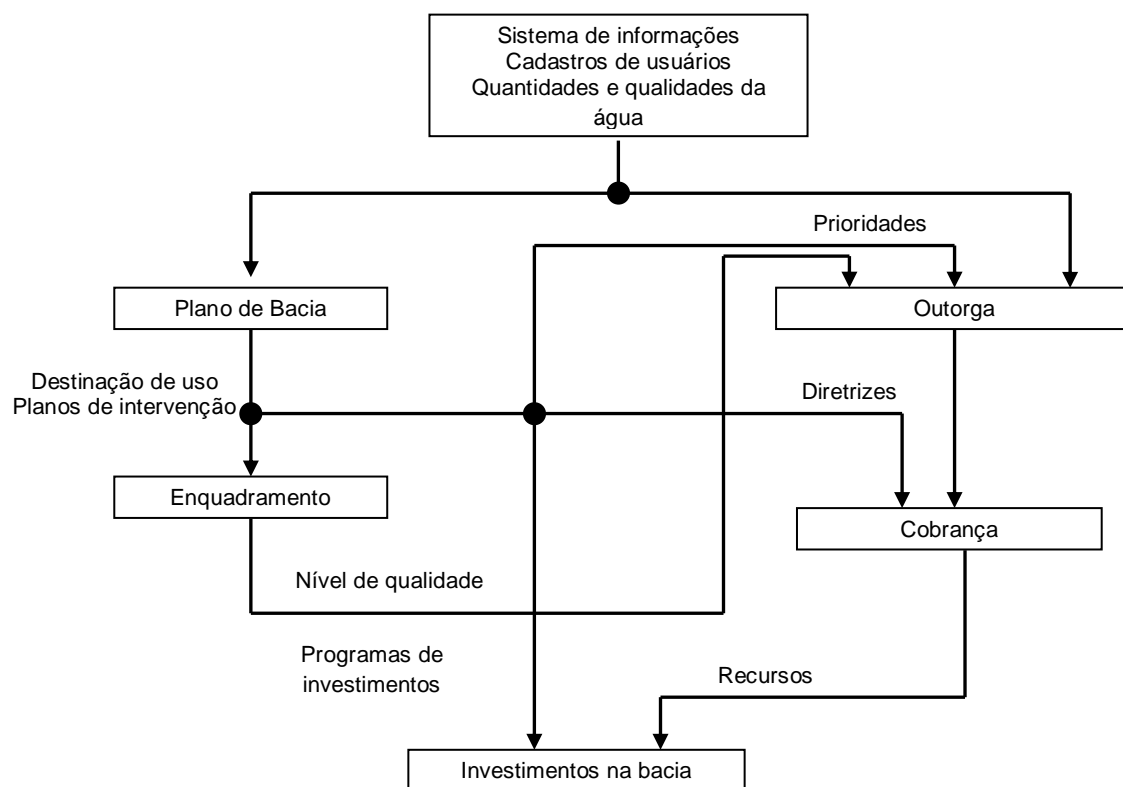 Sistema de informações
Cadastros de usuários
Quantidades e qualidades da
água
Prioridades
Plano de Bacia
Outorga
Destinação de uso
Planos de intervenção
Diretrizes
Enquadramento
Cobrança
Nível de qualidade
Programas de
investimentos
Recursos
Investimentos na bacia